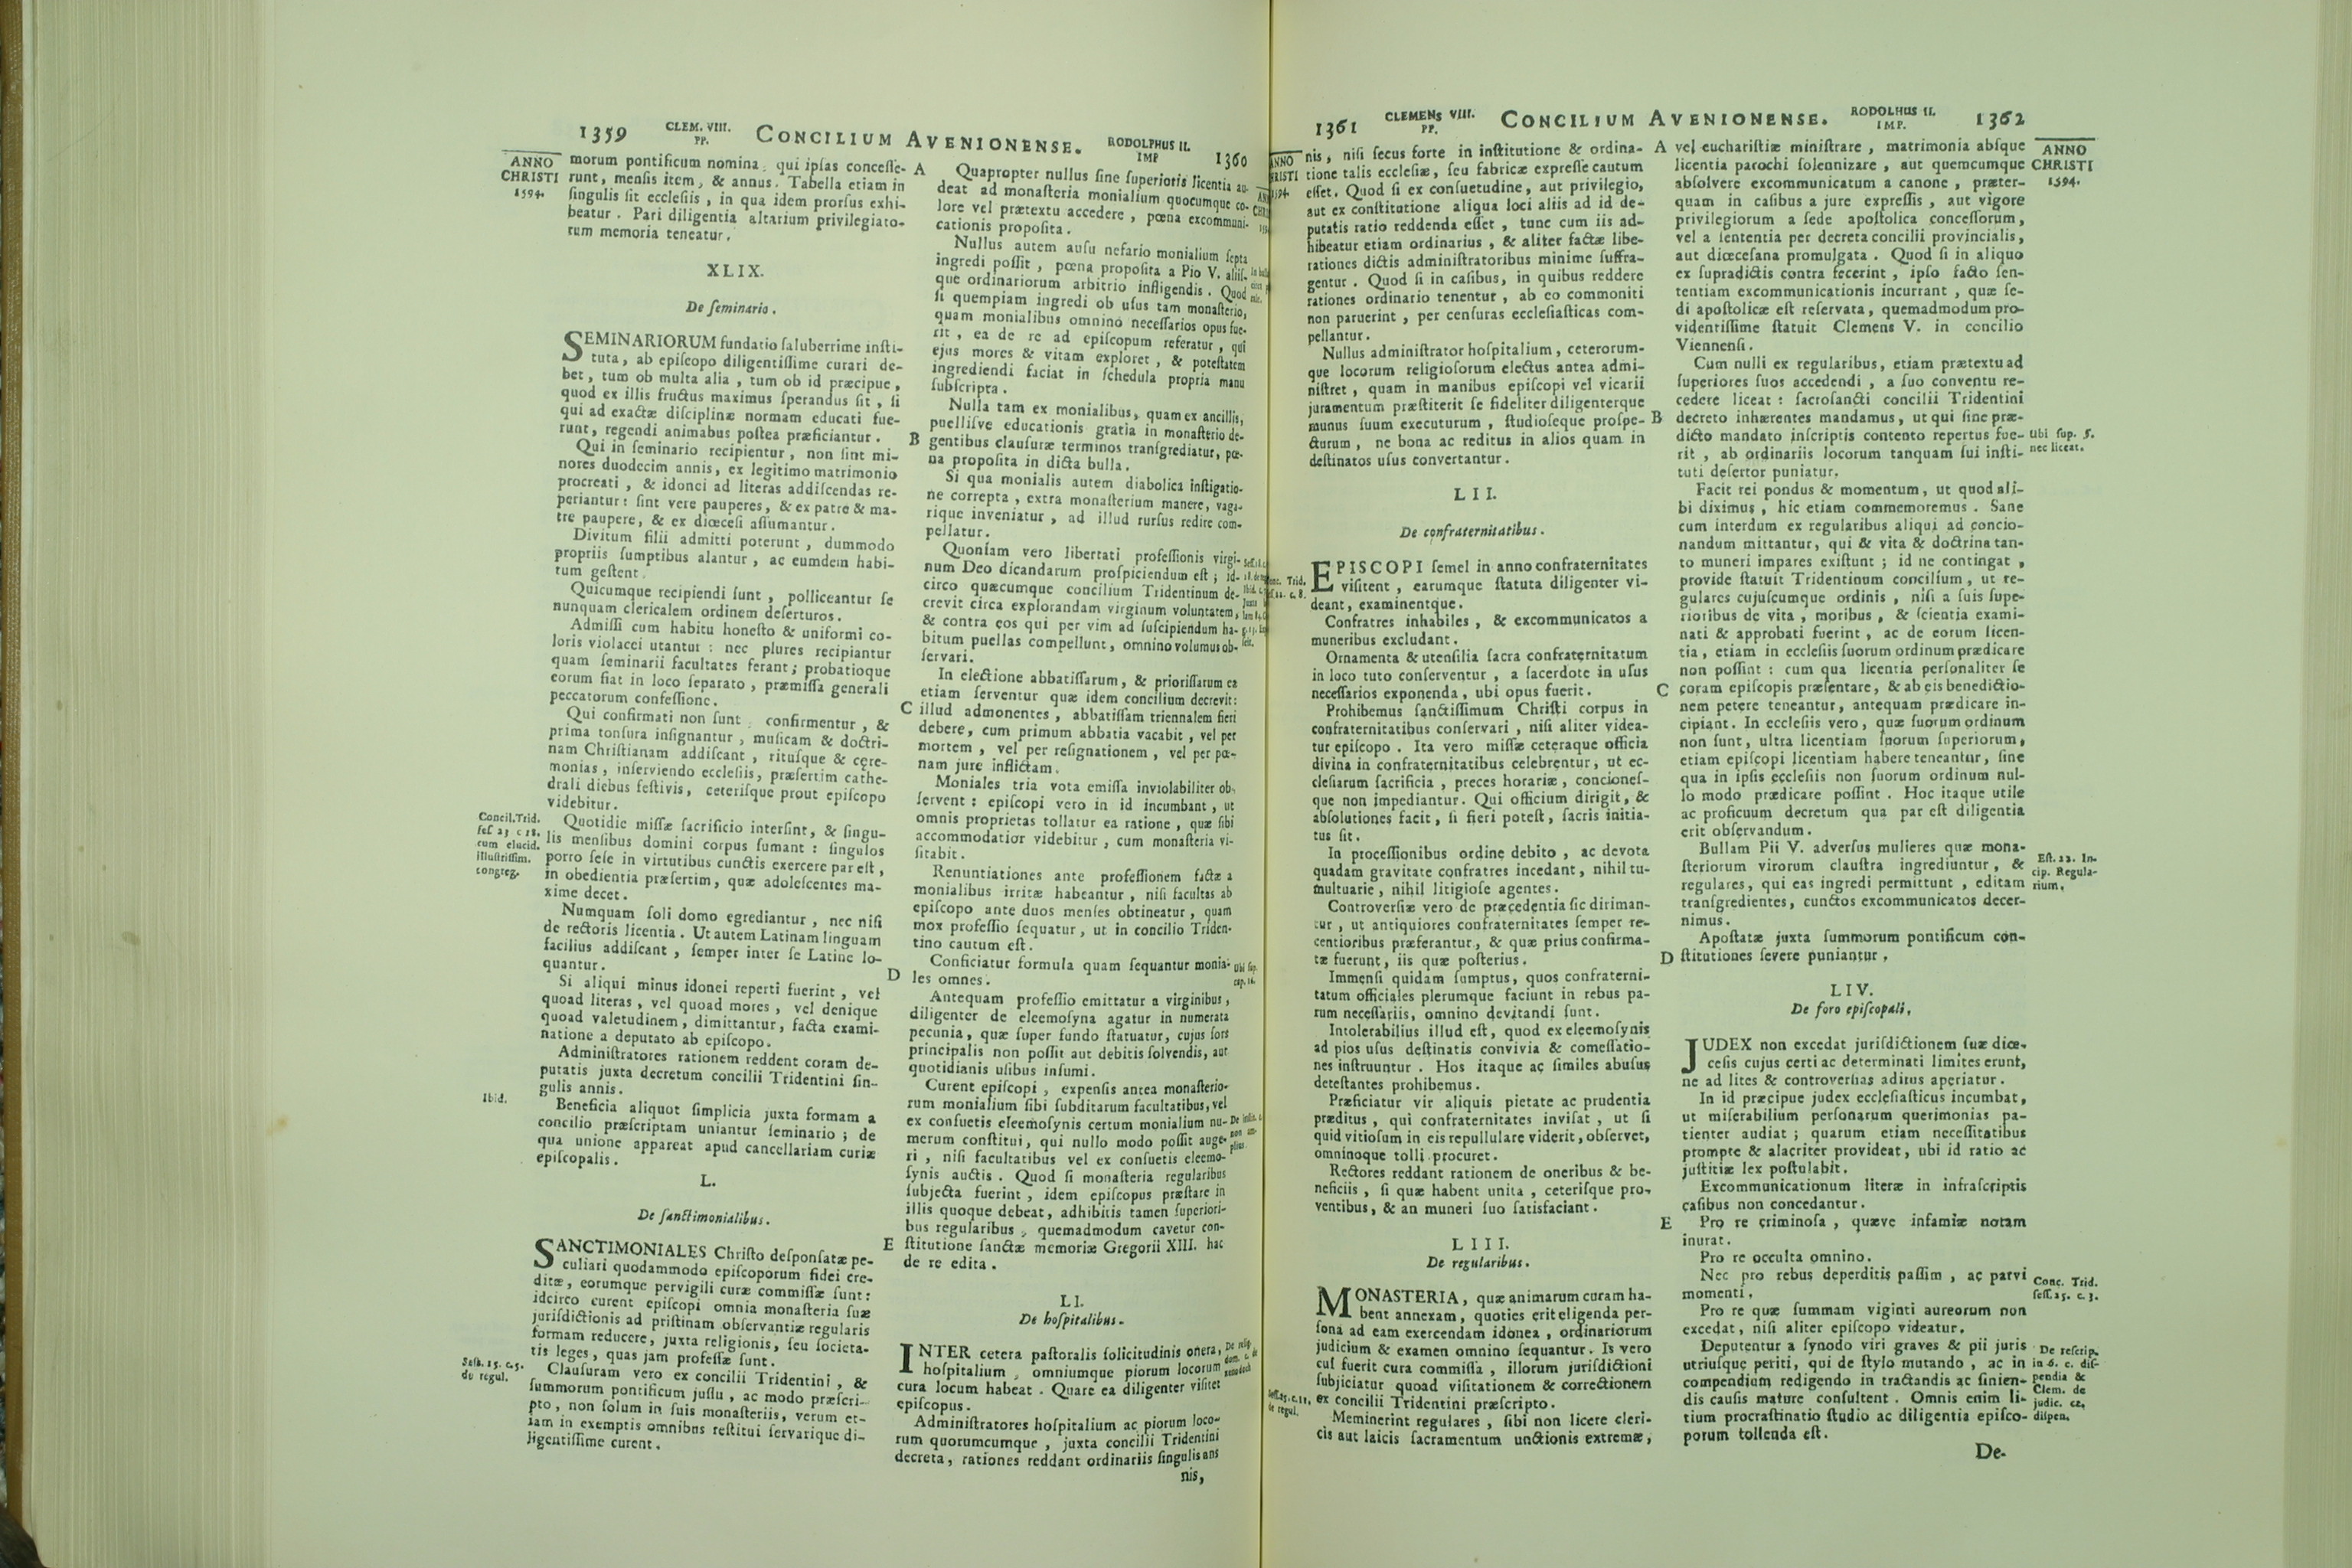 1359 CLEM. VIII. PP. CONCILIUM AVENIONENSE. RODOLPHUS II. IMP 1360
ANNO CHRISTI 1594.
morum pontificum nomina, qui ipſas conceſſe-
runt, menſis item, & annus. Tabella etiam in
ſingulis ſit eccleſiis, in qua idem prorſus exhi-
beatur. Pari diligentia altarium privilegiato-
rum memoria teneatur.
XLIX.
De ſeminario.
SEMINARIORUM fundatio ſaluberrime inſti-
tuta, ab epiſcopo diligentiſſime curari de-
bet, tum ob multa alia, tum ob id præcipue,
quod ex illis fructus maximus ſperandus ſit, ſi
qui ad exactæ diſciplinæ normam educati fue-
runt, regendi animabus poſtea præficiantur.
Qui in ſeminario recipientur, non ſint mi-
nores duodecim annis, ex legitimo matrimonio
procreati, & idonei ad literas addiſcendas re-
periantur: ſint vere pauperes, & ex patre & ma-
tre paupere, & ex diœceſi aſſumantur.
Divitum filii admitti poterunt, dummodo
propriis ſumptibus alantur, ac eumdem habi-
tum geſtent.
Quicumque recipiendi ſunt, polliceantur ſe
nunquam clericalem ordinem deſerturos.
Admiſſi cum habitu honeſto & uniformi co-
loris violacei utantur: nec plures recipiantur
quam ſeminarii facultates ferant; probatioque
eorum fiat in loco ſeparato, præmiſſa generali
peccatorum confeſſione.
Qui confirmati non ſunt, confirmentur, &
prima tonſura inſignantur, muſicam & doctri-
nam Chriſtianam addiſcant, rituſque & cere-
monias, inſerviendo eccleſiis, præſertim cathe-
drali diebus feſtivis, ceteriſque prout epiſcopo
videbitur.
Concil. Trid.
ſeſ 23 c 18.
cum elucid.
illuſtriſſim.
congreg.
Quotidie miſſæ ſacrificio interſint, & ſingu-
lis menſibus domini corpus ſumant: ſingulos
porro ſeſe in virtutibus cunctis exercere par eſt,
in obedientia præſertim, quæ adoleſcentes ma-
xime decet.
Numquam ſoli domo egrediantur, nec niſi
de rectoris licentia. Ut autem Latinam linguam
facilius addiſcant, ſemper inter ſe Latine lo-
quantur.
Si aliqui minus idonei reperti fuerint, vel
quoad literas, vel quoad mores, vel denique
quoad valetudinem, dimittantur, facta exami-
natione a deputato ab epiſcopo.
Adminiſtratores rationem reddent coram de-
putatis juxta decretum concilii Tridentini ſin-
gulis annis.
Ibid.
Beneficia aliquot ſimplicia juxta formam a
concilio præſcriptam uniantur ſeminario; de
qua unione appareat apud cancellariam curiæ
epiſcopalis.
L.
De ſanctimonialibus.
SANCTIMONIALES Chriſto deſponſatæ pe-
culiari quodammodo epiſcoporum fidei cre-
ditæ, eorumque pervigili curæ commiſſæ ſunt:
idcirco curent epiſcopi omnia monaſteria ſuæ
juriſdictionis ad priſtinam obſervantiæ regularis
formam reducere, juxta religionis, ſeu ſocieta-
tis leges, quas jam profeſſæ ſunt.
Seſſ. 25. c. 5.
de regul.
Clauſuram vero ex concilii Tridentini, &
ſummorum pontificum juſſu, ac modo præſcri-
pto, non ſolum in ſuis monaſteriis, verum et-
iam in exemptis omnibus reſtitui ſervarique di-
ligentiſſime curent.
A Quapropter nullus ſine ſuperioris licentia au-
deat ad monaſteria monialium quocumque co-
lore vel prætextu accedere, pœna excommuni-
cationis propoſita.
Nullus autem auſu nefario monialium ſepta
ingredi poſſit, pœna propoſita a Pio V. aliiſ-
que ordinariorum arbitrio infligendis. Quod
ſi quempiam ingredi ob uſus tam monaſterio,
quam monialibus omnino neceſſarios opus fue-
rit, ea de re ad epiſcopum referatur, qui
ejus mores & vitam exploret, & poteſtatem
ingrediendi faciat in ſchedula propria manu
ſubſcripta.
Nulla tam ex monialibus, quam ex ancillis,
puelliſve educationis gratia in monaſterio de-
B gentibus clauſuræ terminos tranſgrediatur, pœ-
na propoſita in dicta bulla.
Si qua monialis autem diabolica inſtigatio-
ne correpta, extra monaſterium manere, vaga-
rique inveniatur, ad illud rurſus redire com-
pellatur.
Quoniam vero libertati profeſſionis virgi-
num Deo dicandarum proſpiciendum eſt; id-
circo quæcumque concilium Tridentinum de-
crevit circa explorandam virginum voluntatem,
& contra eos qui per vim ad ſuſcipiendum ha-
bitum puellas compellunt, omnino volumus ob-
ſervari.
In electione abbatiſſarum, & prioriſſarum ea
etiam ſerventur quæ idem concilium decrevit:
C illud admonentes, abbatiſſam triennalem fieri
debere, cum primum abbatia vacabit, vel per
mortem, vel per reſignationem, vel per pœ-
nam jure inflictam.
Moniales tria vota emiſſa inviolabiliter ob-
ſervent: epiſcopi vero in id incumbant, ut
omnis proprietas tollatur ea ratione, quæ ſibi
accommodatior videbitur, cum monaſteria vi-
ſitabit.
Renuntiationes ante profeſſionem factæ a
monialibus irritæ habeantur, niſi facultas ab
epiſcopo ante duos menſes obtineatur, quam
mox profeſſio ſequatur, ut in concilio Triden-
tino cautum eſt.
Conficiatur formula quam ſequantur monia-
D les omnes.
Ubi ſup.
cap. 16.
Antequam profeſſio emittatur a virginibus,
diligenter de eleemoſyna agatur in numerata
pecunia, quæ ſuper fundo ſtatuatur, cujus ſors
principalis non poſſit aut debitis ſolvendis, aut
quotidianis uſibus inſumi.
Curent epiſcopi, expenſis antea monaſterio-
rum monialium ſibi ſubditarum facultatibus, vel
ex conſuetis eleemoſynis certum monialium nu-
merum conſtitui, qui nullo modo poſſit auge-
ri, niſi facultatibus vel ex conſuetis eleemo-
ſynis auctis. Quod ſi monaſteria regularibus
ſubjecta fuerint, idem epiſcopus præſtare in
illis quoque debeat, adhibitis tamen ſuperiori-
bus regularibus, quemadmodum cavetur con-
E ſtitutione ſanctæ memoriæ Gregorii XIII. hac
de re edita.
LI.
De hoſpitalibus.
INTER cetera paſtoralis ſolicitudinis onera,
hoſpitalium, omniumque piorum locorum
cura locum habeat. Quare ea diligenter viſitet
epiſcopus.
Adminiſtratores hoſpitalium ac piorum loco-
rum quorumcumque, juxta concilii Tridentini
decreta, rationes reddant ordinariis ſingulis an-
nis,
1361 CLEMENS VIII. PP. CONCILIUM AVENIONENSE. RODOLPHUS II. IMP. 1362
nis, niſi ſecus forte in inſtitutione & ordina-
tione talis eccleſiæ, ſeu fabricæ expreſſe cautum
eſſet. Quod ſi ex conſuetudine, aut privilegio,
aut ex conſtitutione aliqua loci aliis ad id de-
putatis ratio reddenda eſſet, tunc cum iis ad-
hibeatur etiam ordinarius, & aliter factæ libe-
rationes dictis adminiſtratoribus minime ſuffra-
gentur. Quod ſi in caſibus, in quibus reddere
rationes ordinario tenentur, ab eo commoniti
non paruerint, per cenſuras eccleſiaſticas com-
pellantur.
Nullus adminiſtrator hoſpitalium, ceterorum-
que locorum religioſorum electus antea admi-
niſtret, quam in manibus epiſcopi vel vicarii
juramentum præſtiterit ſe fideliter diligenterque
munus ſuum executurum, ſtudioſeque proſpe-
cturum, ne bona ac reditus in alios quam in
deſtinatos uſus convertantur.
LII.
De confraternitatibus.
EPISCOPI ſemel in anno confraternitates
viſitent, earumque ſtatuta diligenter vi-
deant, examinentque.
Confratres inhabiles, & excommunicatos a
muneribus excludant.
Ornamenta & utenſilia ſacra confraternitatum
in loco tuto conſerventur, a ſacerdote in uſus
neceſſarios exponenda, ubi opus fuerit.
Prohibemus ſanctiſſimum Chriſti corpus in
confraternitatibus conſervari, niſi aliter videa-
tur epiſcopo. Ita vero miſſæ ceteraque officia
divina in confraternitatibus celebrentur, ut ec-
cleſiarum ſacrificia, preces horariæ, concioneſ-
que non impediantur. Qui officium dirigit, &
abſolutiones facit, ſi fieri poteſt, ſacris initia-
tus ſit.
In proceſſionibus ordine debito, ac devota
quadam gravitate confratres incedant, nihil tu-
multuarie, nihil litigioſe agentes.
Controverſiæ vero de præcedentia ſic diriman-
tur, ut antiquiores confraternitates ſemper re-
centioribus præferantur, & quæ prius confirma-
tæ fuerunt, iis quæ poſterius.
Immenſi quidam ſumptus, quos confraterni-
tatum officiales plerumque faciunt in rebus pa-
rum neceſſariis, omnino devitandi ſunt.
Intolerabilius illud eſt, quod ex eleemoſynis
ad pios uſus deſtinatis convivia & comeſſatio-
nes inſtruuntur. Hos itaque ac ſimiles abuſus
deteſtantes prohibemus.
Præficiatur vir aliquis pietate ac prudentia
præditus, qui confraternitates inviſat, ut ſi
quid vitioſum in eis repullulare viderit, obſervet,
omninoque tolli procuret.
Rectores reddant rationem de oneribus & be-
neficiis, ſi quæ habent unita, ceteriſque pro-
ventibus, & an muneri ſuo ſatisfaciant.
LIII.
De regularibus.
MONASTERIA, quæ animarum curam ha-
bent annexam, quoties erit eligenda per-
ſona ad eam exercendam idonea, ordinariorum
judicium & examen omnino ſequantur. Is vero
cui fuerit cura commiſſa, illorum juriſdictioni
ſubjiciatur quoad viſitationem & correctionem
ex concilii Tridentini præſcripto.
Meminerint regulares, ſibi non licere cleri-
cis aut laicis ſacramentum unctionis extremæ,
A vel euchariſtiæ miniſtrare, matrimonia abſque
licentia parochi ſolennizare, aut quemcumque
abſolvere excommunicatum a canone, præter-
quam in caſibus a jure expreſſis, aut vigore
privilegiorum a ſede apoſtolica conceſſorum,
vel a ſententia per decreta concilii provincialis,
aut diœceſana promulgata. Quod ſi in aliquo
ex ſupradictis contra fecerint, ipſo facto ſen-
tentiam excommunicationis incurrant, quæ ſe-
di apoſtolicæ eſt reſervata, quemadmodum pro-
videntiſſime ſtatuit Clemens V. in concilio
Viennenſi.
ANNO CHRISTI 1594.
Cum nulli ex regularibus, etiam prætextu ad
ſuperiores ſuos accedendi, a ſuo conventu re-
cedere liceat: ſacroſancti concilii Tridentini
B decreto inhærentes mandamus, ut qui ſine præ-
dicto mandato inſcriptis contento repertus fue-
rit, ab ordinariis locorum tanquam ſui inſti-
tuti deſertor puniatur.
Ubi ſup. 5.
nec liceat.
Facit rei pondus & momentum, ut quod ali-
bi diximus, hic etiam commemoremus. Sane
cum interdum ex regularibus aliqui ad concio-
nandum mittantur, qui & vita & doctrina tan-
to muneri impares exiſtunt; id ne contingat,
provide ſtatuit Tridentinum concilium, ut re-
gulares cujuſcumque ordinis, niſi a ſuis ſupe-
rioribus de vita, moribus, & ſcientia exami-
nati & approbati fuerint, ac de eorum licen-
tia, etiam in eccleſiis ſuorum ordinum prædicare
non poſſint: cum qua licentia perſonaliter ſe
C coram epiſcopis præſentare, & ab eis benedictio-
nem petere teneantur, antequam prædicare in-
cipiant. In eccleſiis vero, quæ ſuorum ordinum
non ſunt, ultra licentiam ſuorum ſuperiorum,
etiam epiſcopi licentiam habere teneantur, ſine
qua in ipſis eccleſiis non ſuorum ordinum nul-
lo modo prædicare poſſint. Hoc itaque utile
ac proficuum decretum qua par eſt diligentia
erit obſervandum.
Bullam Pii V. adverſus mulieres quæ mona-
ſteriorum virorum clauſtra ingrediuntur, &
regulares, qui eas ingredi permittunt, editam
tranſgredientes, cunctos excommunicatos decer-
nimus.
Eſt. 22. In-
cip. Regula-
rium.
Apoſtatæ juxta ſummorum pontificum con-
D ſtitutiones ſevere puniantur.
LIV.
De foro epiſcopali.
JUDEX non excedat juriſdictionem ſuæ diœ-
ceſis cujus certi ac determinati limites erunt,
ne ad lites & controverſias aditus aperiatur.
In id præcipue judex eccleſiaſticus incumbat,
ut miſerabilium perſonarum querimonias pa-
tienter audiat; quarum etiam neceſſitatibus
prompte & alacriter provideat, ubi id ratio ac
juſtitiæ lex poſtulabit.
Excommunicationum literæ in infraſcriptis
caſibus non concedantur.
E Pro re criminoſa, quæve infamiæ notam
inurat.
Pro re occulta omnino.
Nec pro rebus deperditis paſſim, ac parvi
momenti.
Conc. Trid.
ſeſſ. 25. c. 3.
Pro re quæ ſummam viginti aureorum non
excedat, niſi aliter epiſcopo videatur.
Deputentur a ſynodo viri graves & pii juris
utriuſque periti, qui de ſtylo mutando, ac in
compendium redigendo in tractandis ac finien-
dis cauſis mature conſultent. Omnis enim li-
tium procraſtinatio ſtudio ac diligentia epiſco-
porum tollenda eſt.
De reſcrip.
in 6. c. diſ-
pendia &
Clem. de
judic. cc.
diſpen.
De-